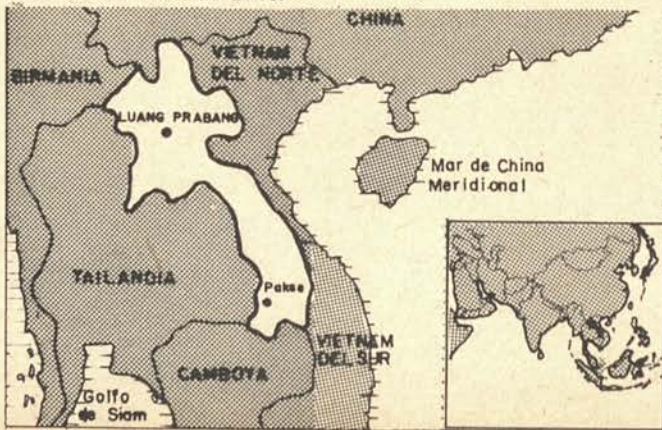 CHINA
VIETNAM
DEL NORTE
BIRMANIA
LUANG PRABANG
Mar de China
Meridional
TAILANDIA
Pakse
VIETNAM
DEL SUR
CAMBOYA
Golfo
de Siam